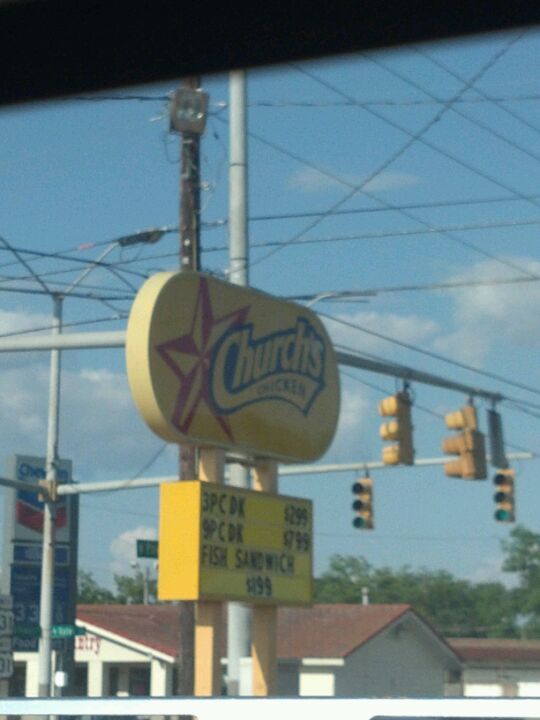 Church's
CHICKEN
3PC DK $299
9PC DK $799
FISH SANDWICH
$199